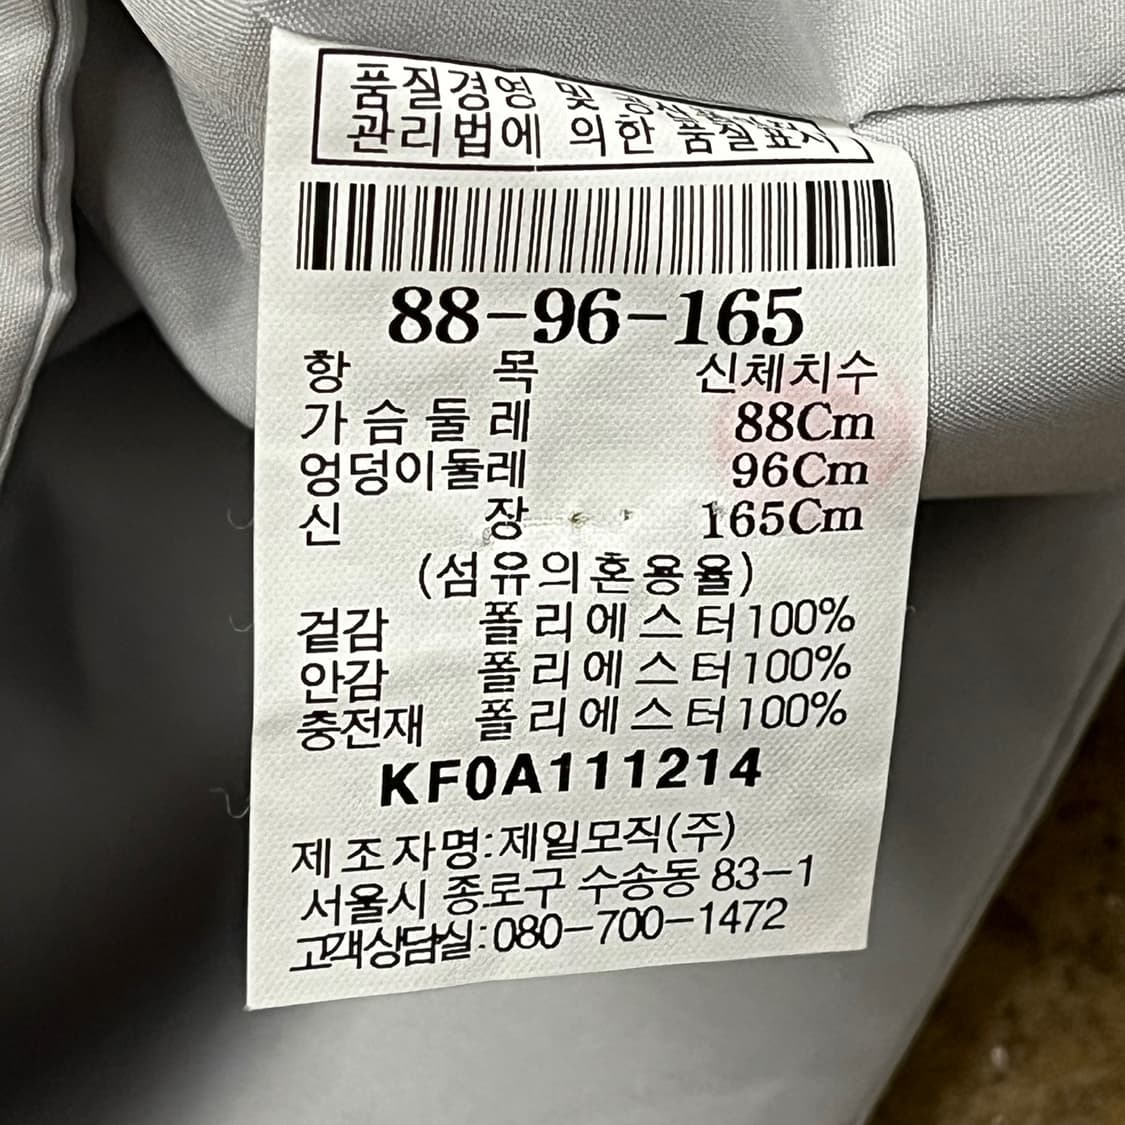 품질경영 및 공산품안전
관리법에 의한 품질표시
88-96-165
항 목 신체치수
가슴둘레 88Cm
엉덩이둘레 96Cm
신 장 165Cm
(섬유의혼용율)
겉감 폴리에스터100%
안감 폴리에스터100%
충전재 폴리에스터100%
KF0A111214
제조자명:제일모직(주)
서울시 종로구 수송동 83-1
고객상담실:080-700-1472